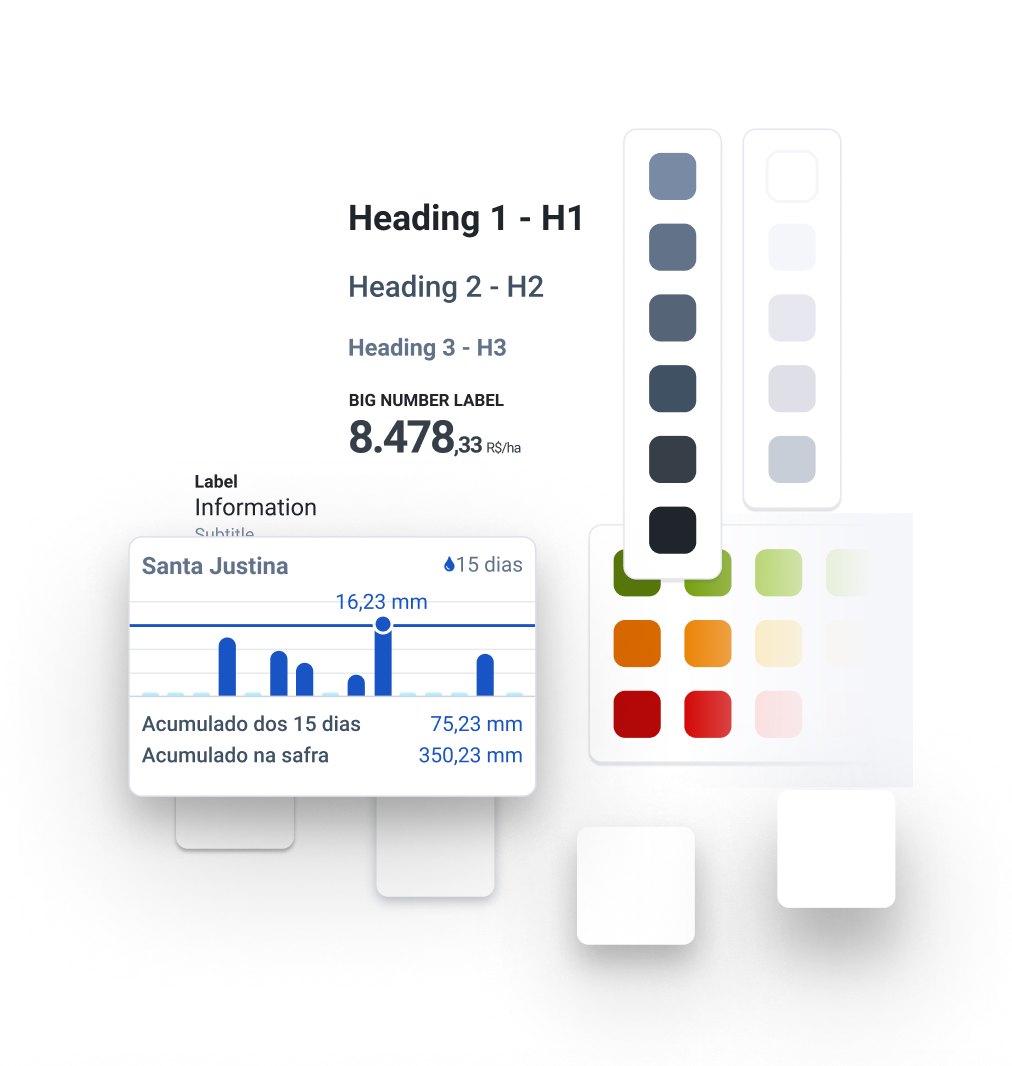 Heading 1 - H1
Heading 2 - H2
Heading 3 - H3
BIG NUMBER LABEL
8.478,33 R$/ha
Label
Information
Subtitle
Santa Justina 15 dias
16,23 mm
Acumulado dos 15 dias 75,23 mm
Acumulado na safra 350,23 mm